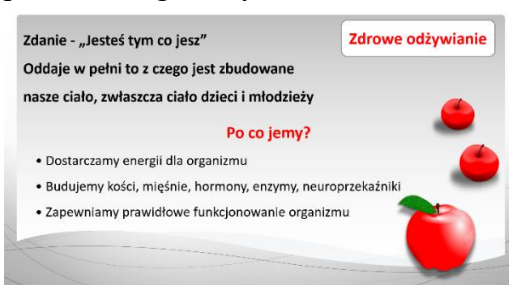 Zdanie - „Jesteś tym co jesz”
Zdrowe odżywianie
Oddaje w pełni to z czego jest zbudowane
nasze ciało, zwłaszcza ciało dzieci i młodzieży
Po co jemy?
• Dostarczamy energii dla organizmu
• Budujemy kości, mięśnie, hormony, enzymy, neuroprzekaźniki
• Zapewniamy prawidłowe funkcjonowanie organizmu